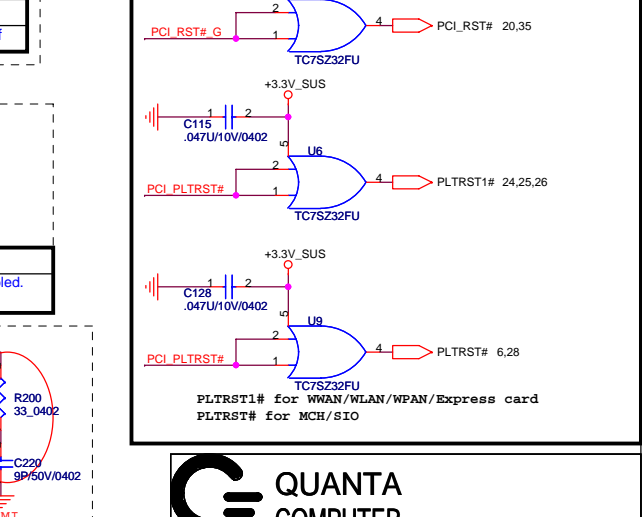 2
PCI_RST#_G
1
4
PCI_RST# 20,35
TC7SZ32FU
+3.3V_SUS
1
2
C115
.047U/10V/0402
5
U6
2
PCI_PLTRST#
1
4
PLTRST1# 24,25,26
TC7SZ32FU
+3.3V_SUS
1
2
C128
.047U/10V/0402
5
U9
2
PCI_PLTRST#
1
4
PLTRST# 6,28
TC7SZ32FU
PLTRST1# for WWAN/WLAN/WPAN/Express card
PLTRST# for MCH/SIO
R200
33_0402
C220
9P/50V/0402
QUANTA
COMPUTER